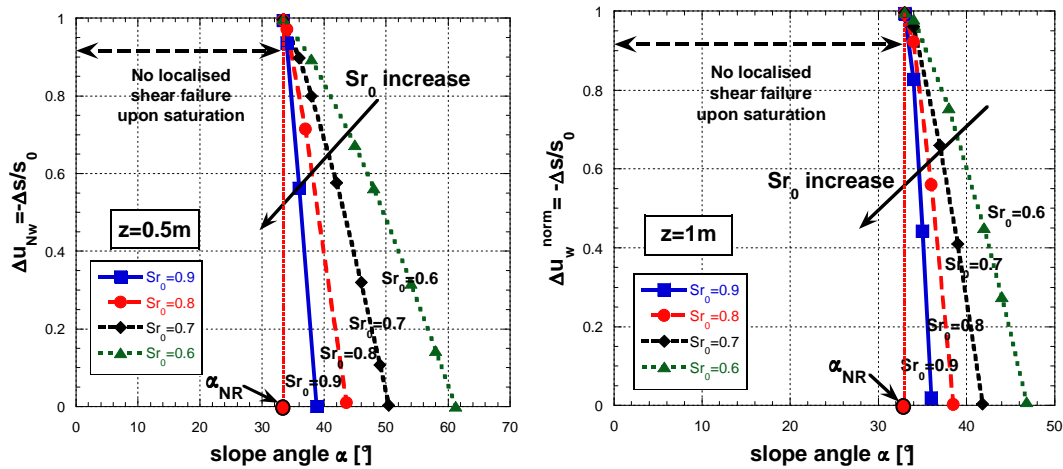 1
0.8
0.6
0.4
0.2
0
0 10 20 30 40 50 60 70
Δu_Nw =-Δs/s_0
slope angle α [°]
No localised
shear failure
upon saturation
Sr_0 increase
z=0.5m
Sr_0=0.9
Sr_0=0.8
Sr_0=0.7
Sr_0=0.6
Sr_0=0.6
Sr_0=0.7
Sr_0=0.8
Sr_0=0.9
α_NR
1
0.8
0.6
0.4
0.2
0
0 10 20 30 40 50
Δu_w^norm = -Δs/s_0
slope angle α [°]
No localised
shear failure
upon saturation
Sr_0 increase
z=1m
Sr_0=0.9
Sr_0=0.8
Sr_0=0.7
Sr_0=0.6
Sr_0=0.6
Sr_0=0.7
Sr_0=0.8
Sr_0=0.9
α_NR